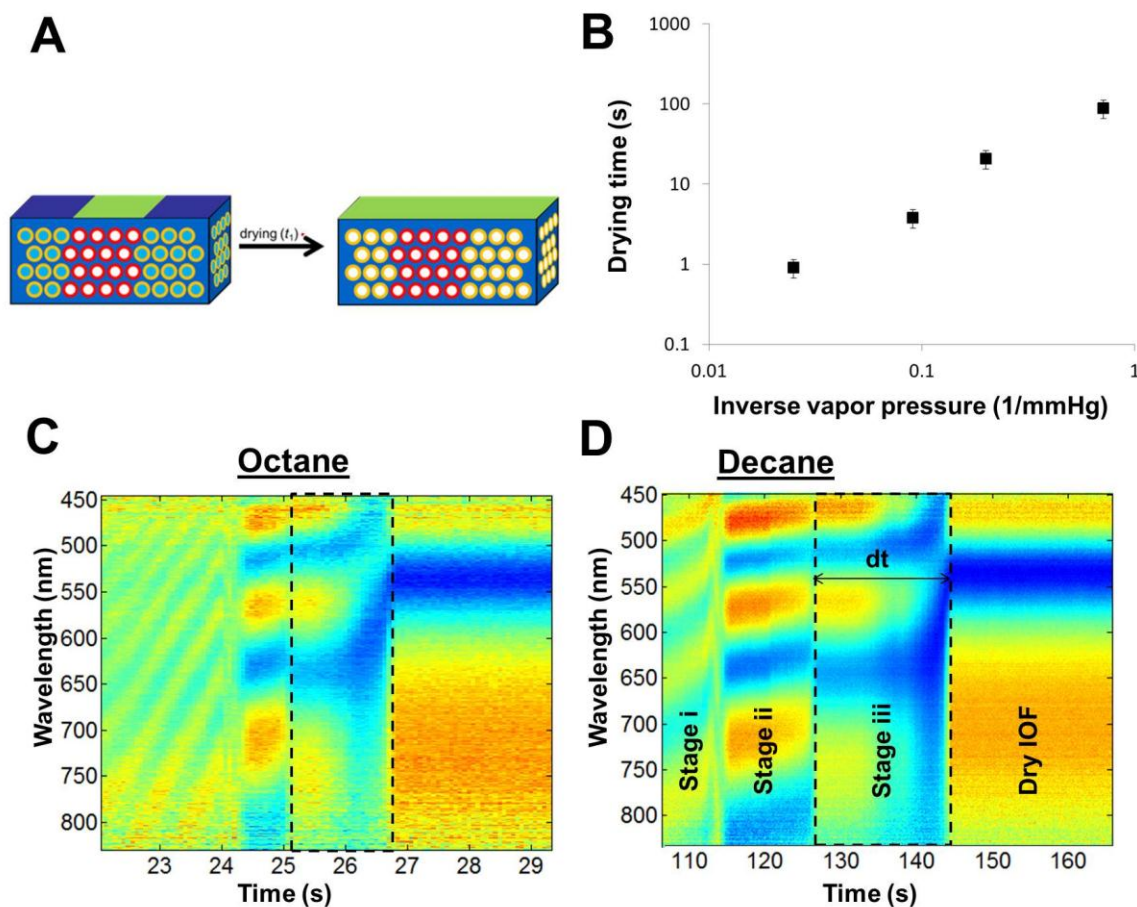 A
drying (t₁)
B
Drying time (s)
1000
100
10
1
0.1
0.01
0.1
1
Inverse vapor pressure (1/mmHg)
C
Octane
Wavelength (nm)
450
500
550
600
650
700
750
800
23
24
25
26
27
28
29
Time (s)
D
Decane
Wavelength (nm)
450
500
550
600
650
700
750
800
dt
Stage i
Stage ii
Stage iii
Dry IOF
110
120
130
140
150
160
Time (s)